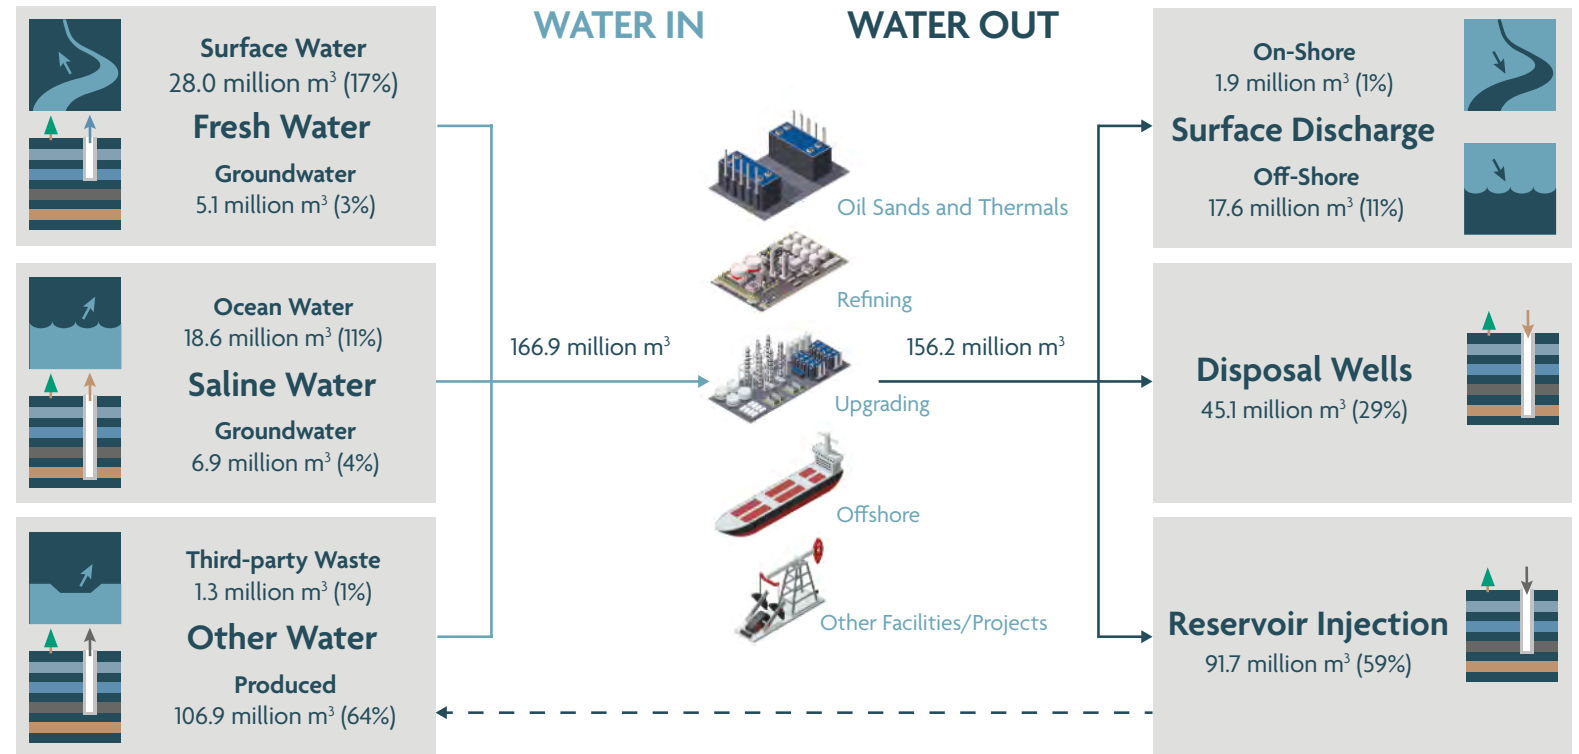 WATER IN
WATER OUT
Surface Water
28.0 million m³ (17%)
Fresh Water
Groundwater
5.1 million m³ (3%)
Ocean Water
18.6 million m³ (11%)
Saline Water
Groundwater
6.9 million m³ (4%)
Third-party Waste
1.3 million m³ (1%)
Other Water
Produced
106.9 million m³ (64%)
166.9 million m³
Oil Sands and Thermals
Refining
Upgrading
Offshore
Other Facilities/Projects
156.2 million m³
On-Shore
1.9 million m³ (1%)
Surface Discharge
Off-Shore
17.6 million m³ (11%)
Disposal Wells
45.1 million m³ (29%)
Reservoir Injection
91.7 million m³ (59%)